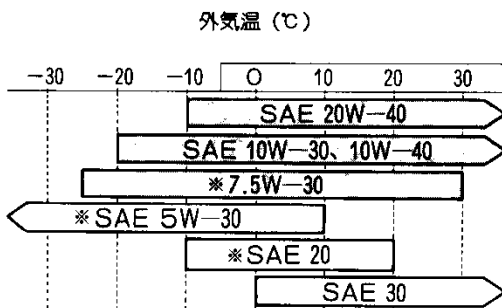 外気温 (℃)
−30 −20 −10 0 10 20 30
SAE 20W−40
SAE 10W−30、10W−40
※7.5W−30
※SAE 5W−30
※SAE 20
SAE 30